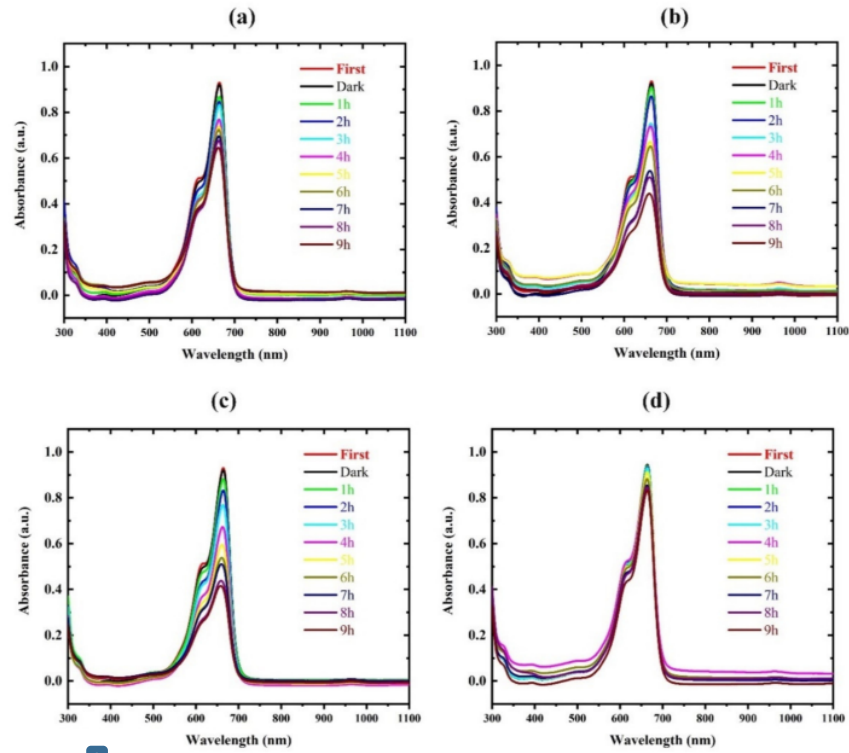 (a)
Absorbance (a.u.)
1.0
0.8
0.6
0.4
0.2
0.0
First
Dark
1h
2h
3h
4h
5h
6h
7h
8h
9h
300 400 500 600 700 800 900 1000 1100
Wavelength (nm)
(b)
Absorbance (a.u.)
1.0
0.8
0.6
0.4
0.2
0.0
First
Dark
1h
2h
3h
4h
5h
6h
7h
8h
9h
300 400 500 600 700 800 900 1000 1100
Wavelength (nm)
(c)
Absorbance (a.u.)
1.0
0.8
0.6
0.4
0.2
0.0
First
Dark
1h
2h
3h
4h
5h
6h
7h
8h
9h
300 400 500 600 700 800 900 1000 1100
Wavelength (nm)
(d)
Absorbance (a.u.)
1.0
0.8
0.6
0.4
0.2
0.0
First
Dark
1h
2h
3h
4h
5h
6h
7h
8h
9h
300 400 500 600 700 800 900 1000 1100
Wavelength (nm)